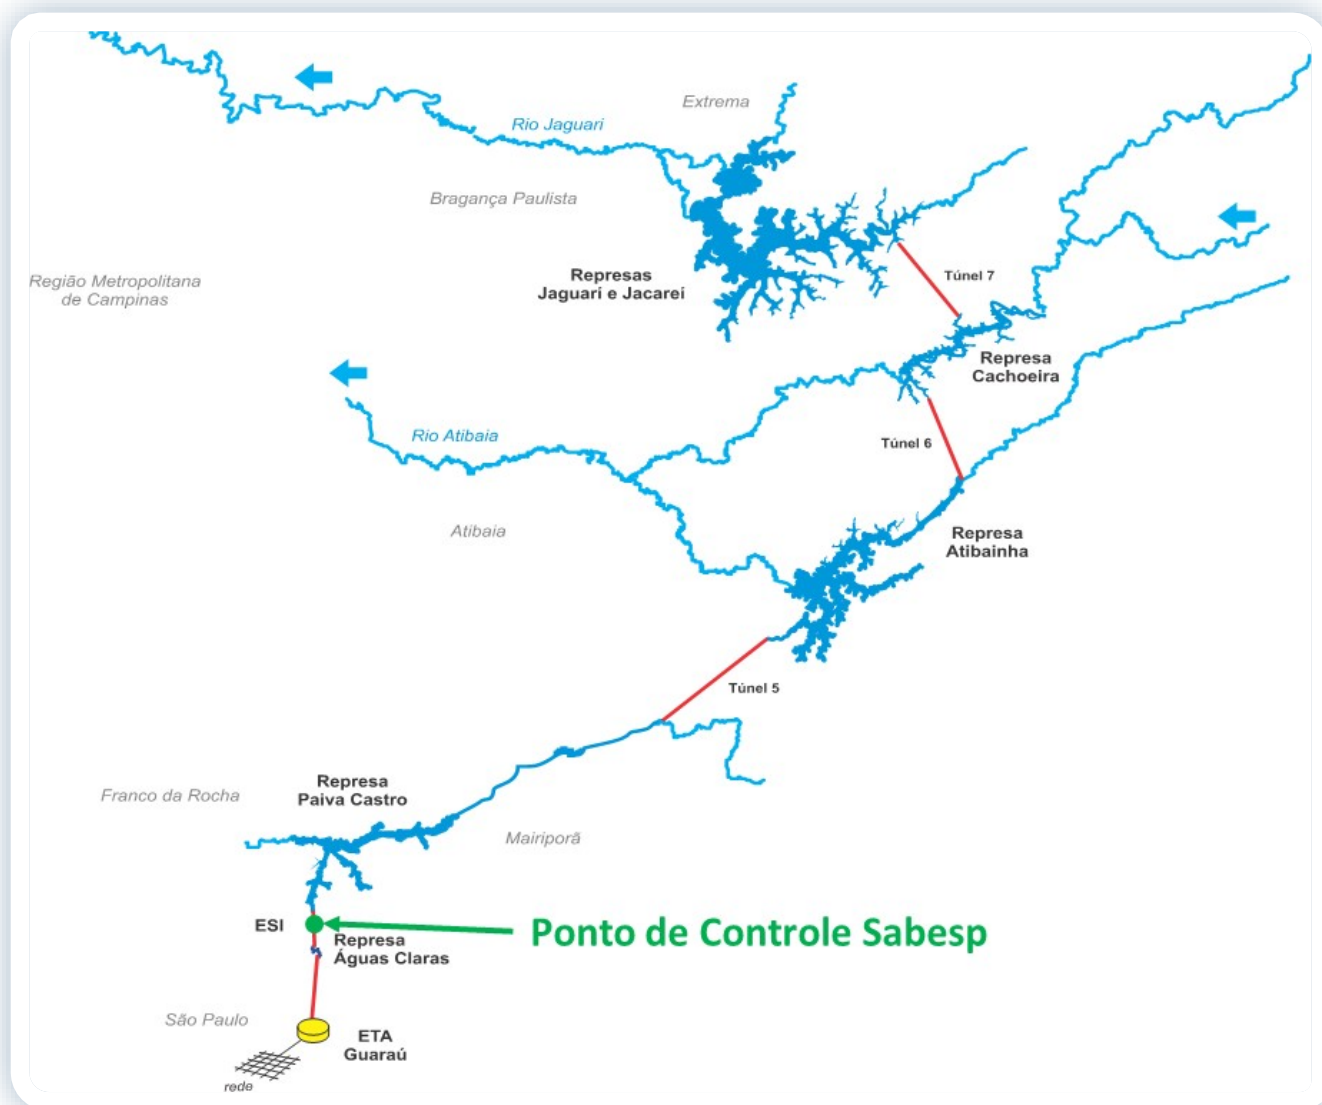 Extrema
Rio Jaguari
Bragança Paulista
Região Metropolitana
de Campinas
Represas
Jaguari e Jacareí
Túnel 7
Represa
Cachoeira
Rio Atibaia
Túnel 6
Atibaia
Represa
Atibainha
Túnel 5
Represa
Paiva Castro
Franco da Rocha
Mairiporã
ESI
Ponto de Controle Sabesp
Represa
Águas Claras
São Paulo
ETA
Guaraú
rede